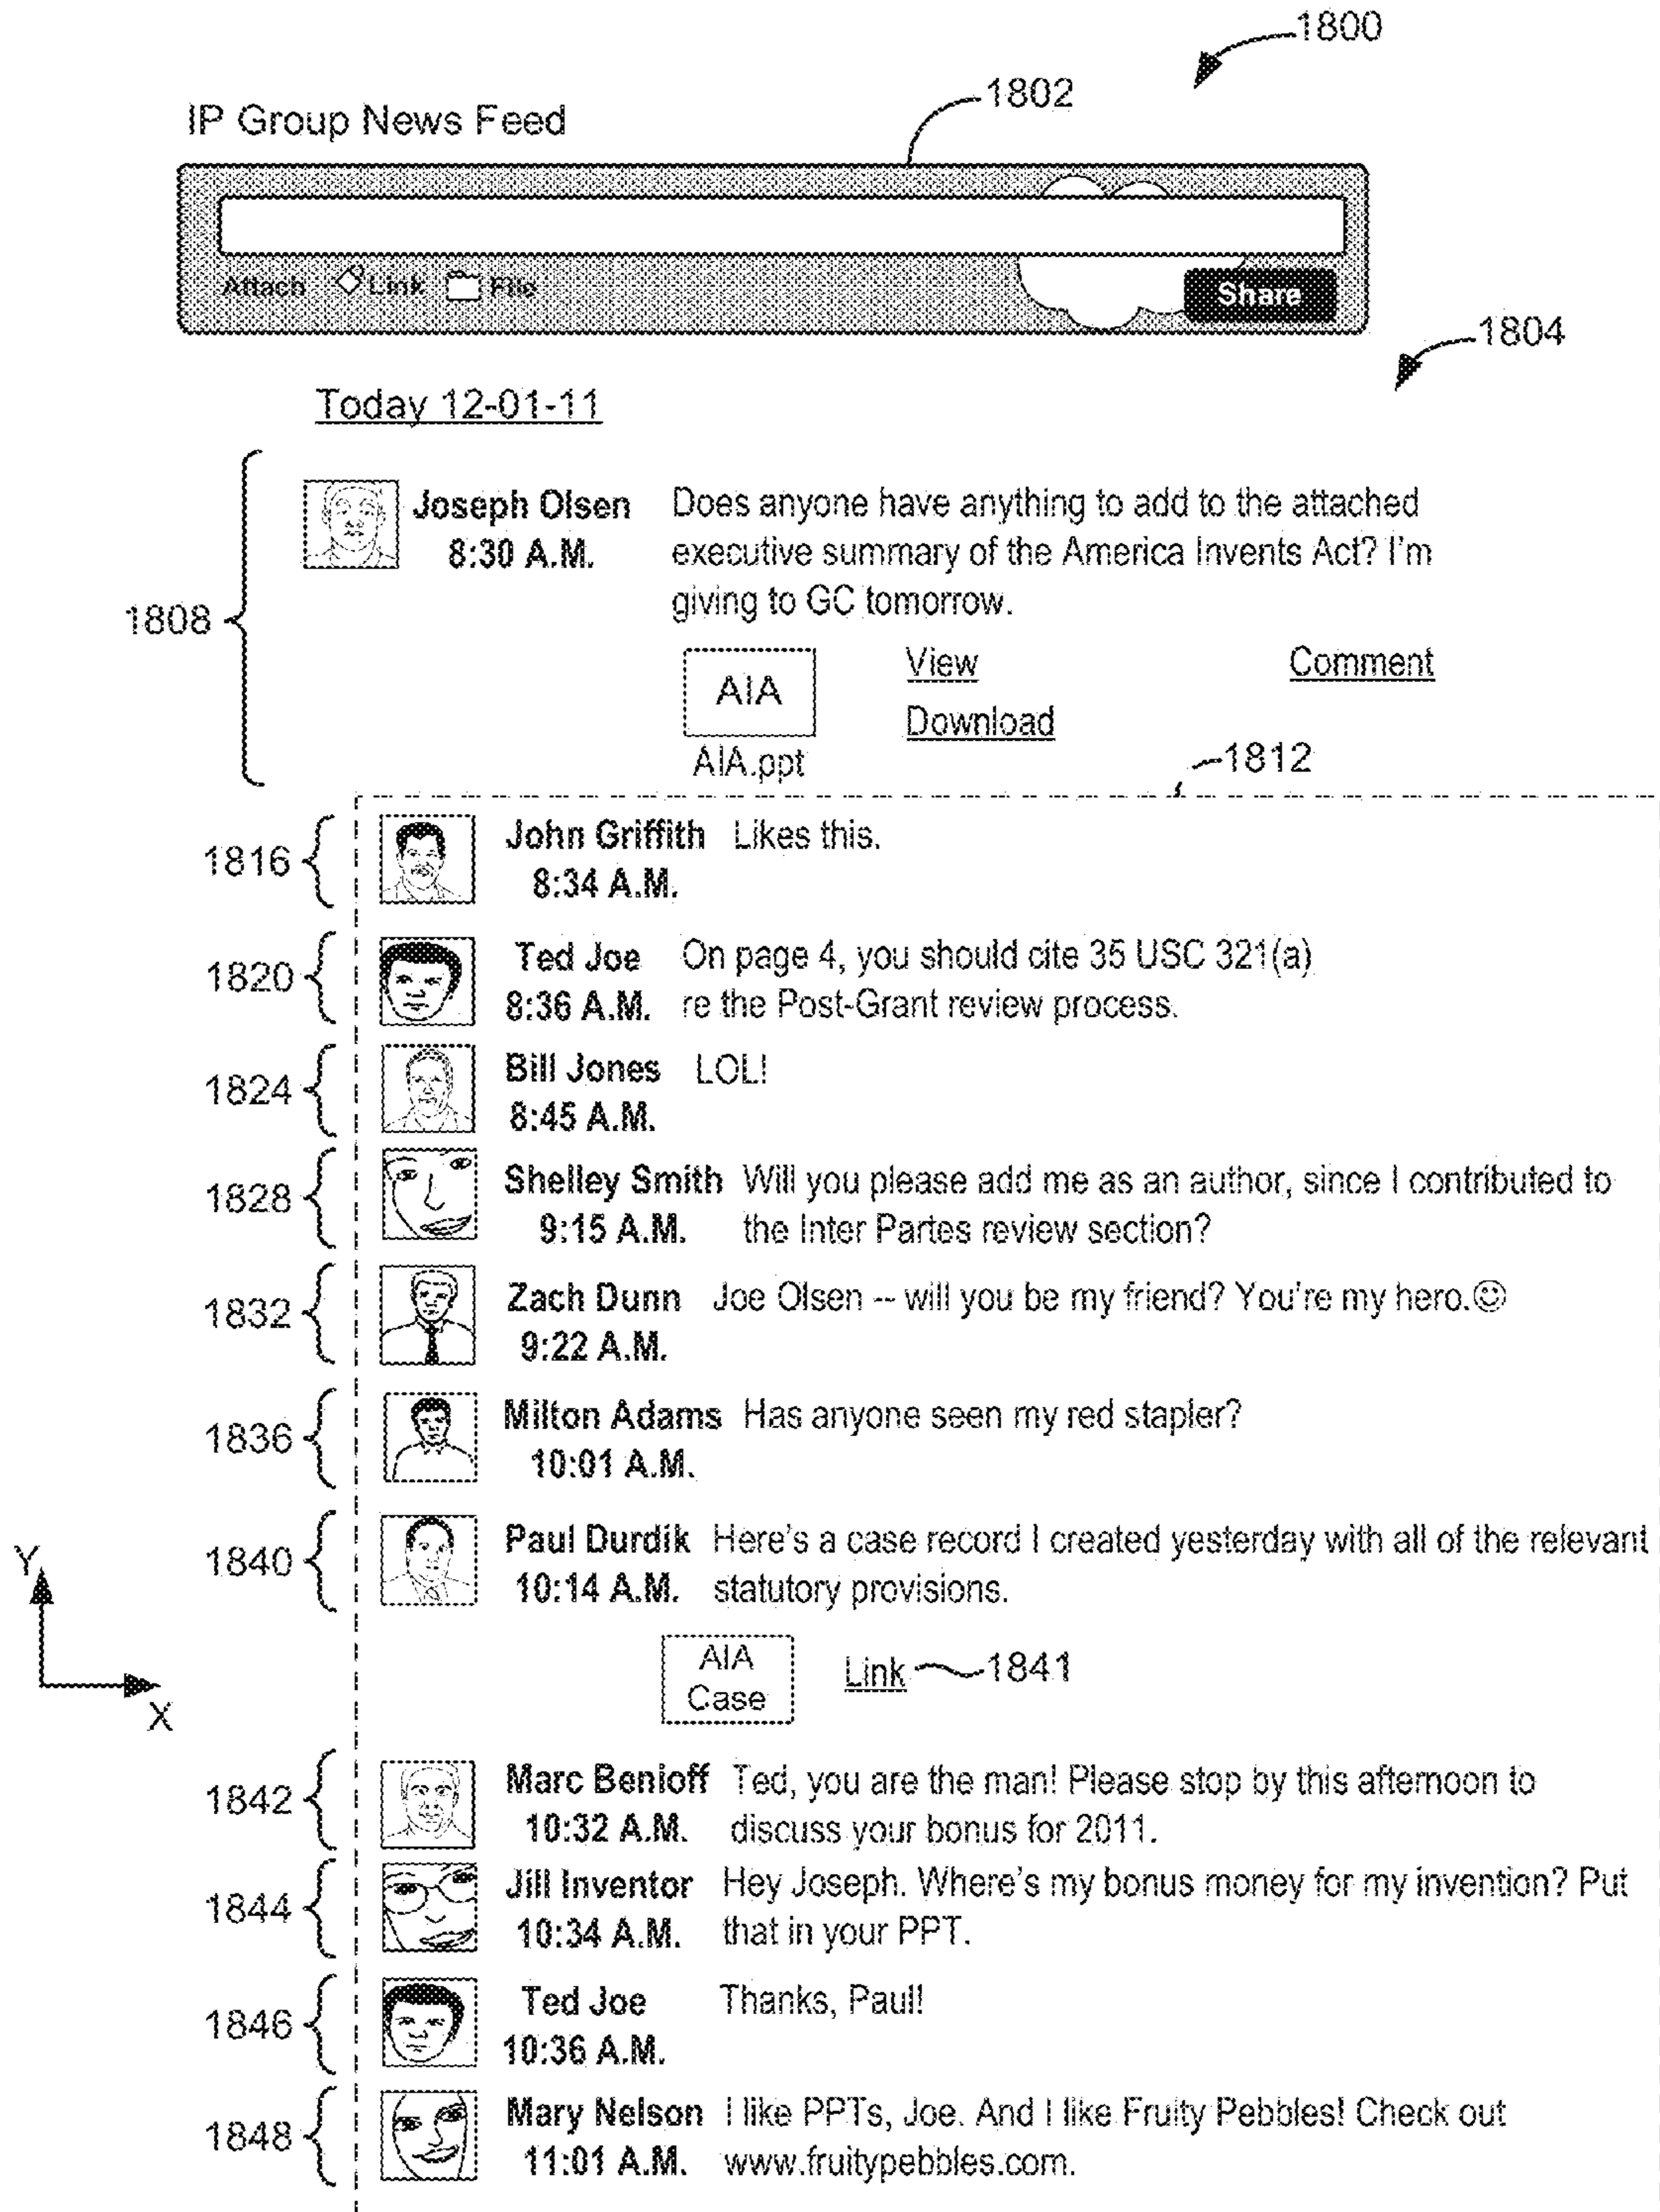 1800
1802
IP Group News Feed
Attach Link File
Share
1804
Today 12-01-11
1808
Joseph Olsen Does anyone have anything to add to the attached
8:30 A.M. executive summary of the America Invents Act? I'm
giving to GC tomorrow.
AIA View Comment
Download
AIA.ppt
1812
1816 John Griffith Likes this.
8:34 A.M.
1820 Ted Joe On page 4, you should cite 35 USC 321(a)
8:36 A.M. re the Post-Grant review process.
1824 Bill Jones LOL!
8:45 A.M.
1828 Shelley Smith Will you please add me as an author, since I contributed to
9:15 A.M. the Inter Partes review section?
1832 Zach Dunn Joe Olsen -- will you be my friend? You're my hero.☺
9:22 A.M.
1836 Milton Adams Has anyone seen my red stapler?
10:01 A.M.
1840 Paul Durdik Here's a case record I created yesterday with all of the relevant
10:14 A.M. statutory provisions.
Y
X
AIA
Case
Link 1841
1842 Marc Benioff Ted, you are the man! Please stop by this afternoon to
10:32 A.M. discuss your bonus for 2011.
1844 Jill Inventor Hey Joseph. Where's my bonus money for my invention? Put
10:34 A.M. that in your PPT.
1846 Ted Joe Thanks, Paul!
10:36 A.M.
1848 Mary Nelson I like PPTs, Joe. And I like Fruity Pebbles! Check out
11:01 A.M. www.fruitypebbles.com.